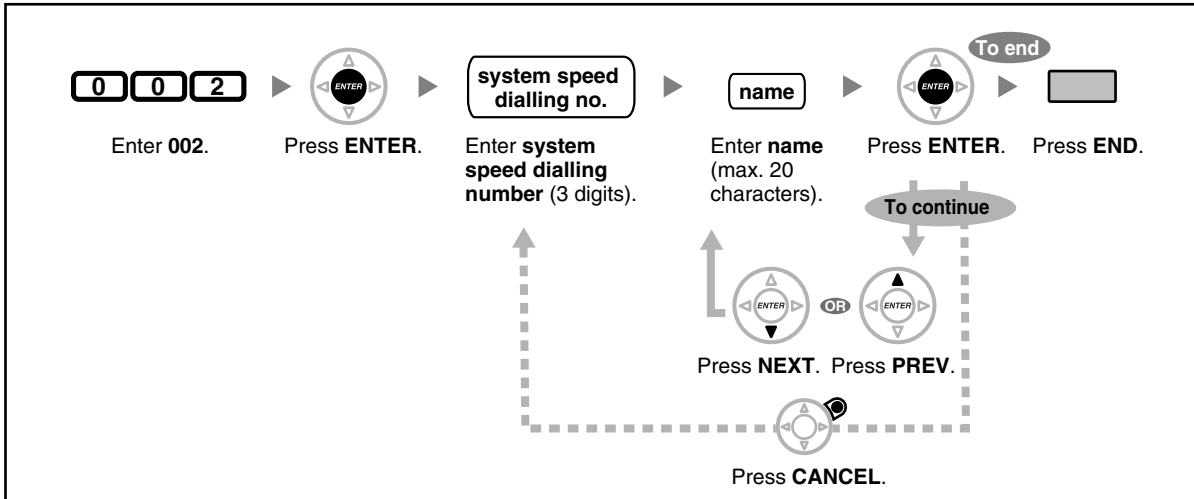 To end
0 0 2
ENTER
system speed
dialling no.
name
ENTER
Enter 002.
Press ENTER.
Enter system
speed dialling
number (3 digits).
Enter name
(max. 20
characters).
Press ENTER.
Press END.
To continue
ENTER
OR
ENTER
Press NEXT.
Press PREV.
Press CANCEL.